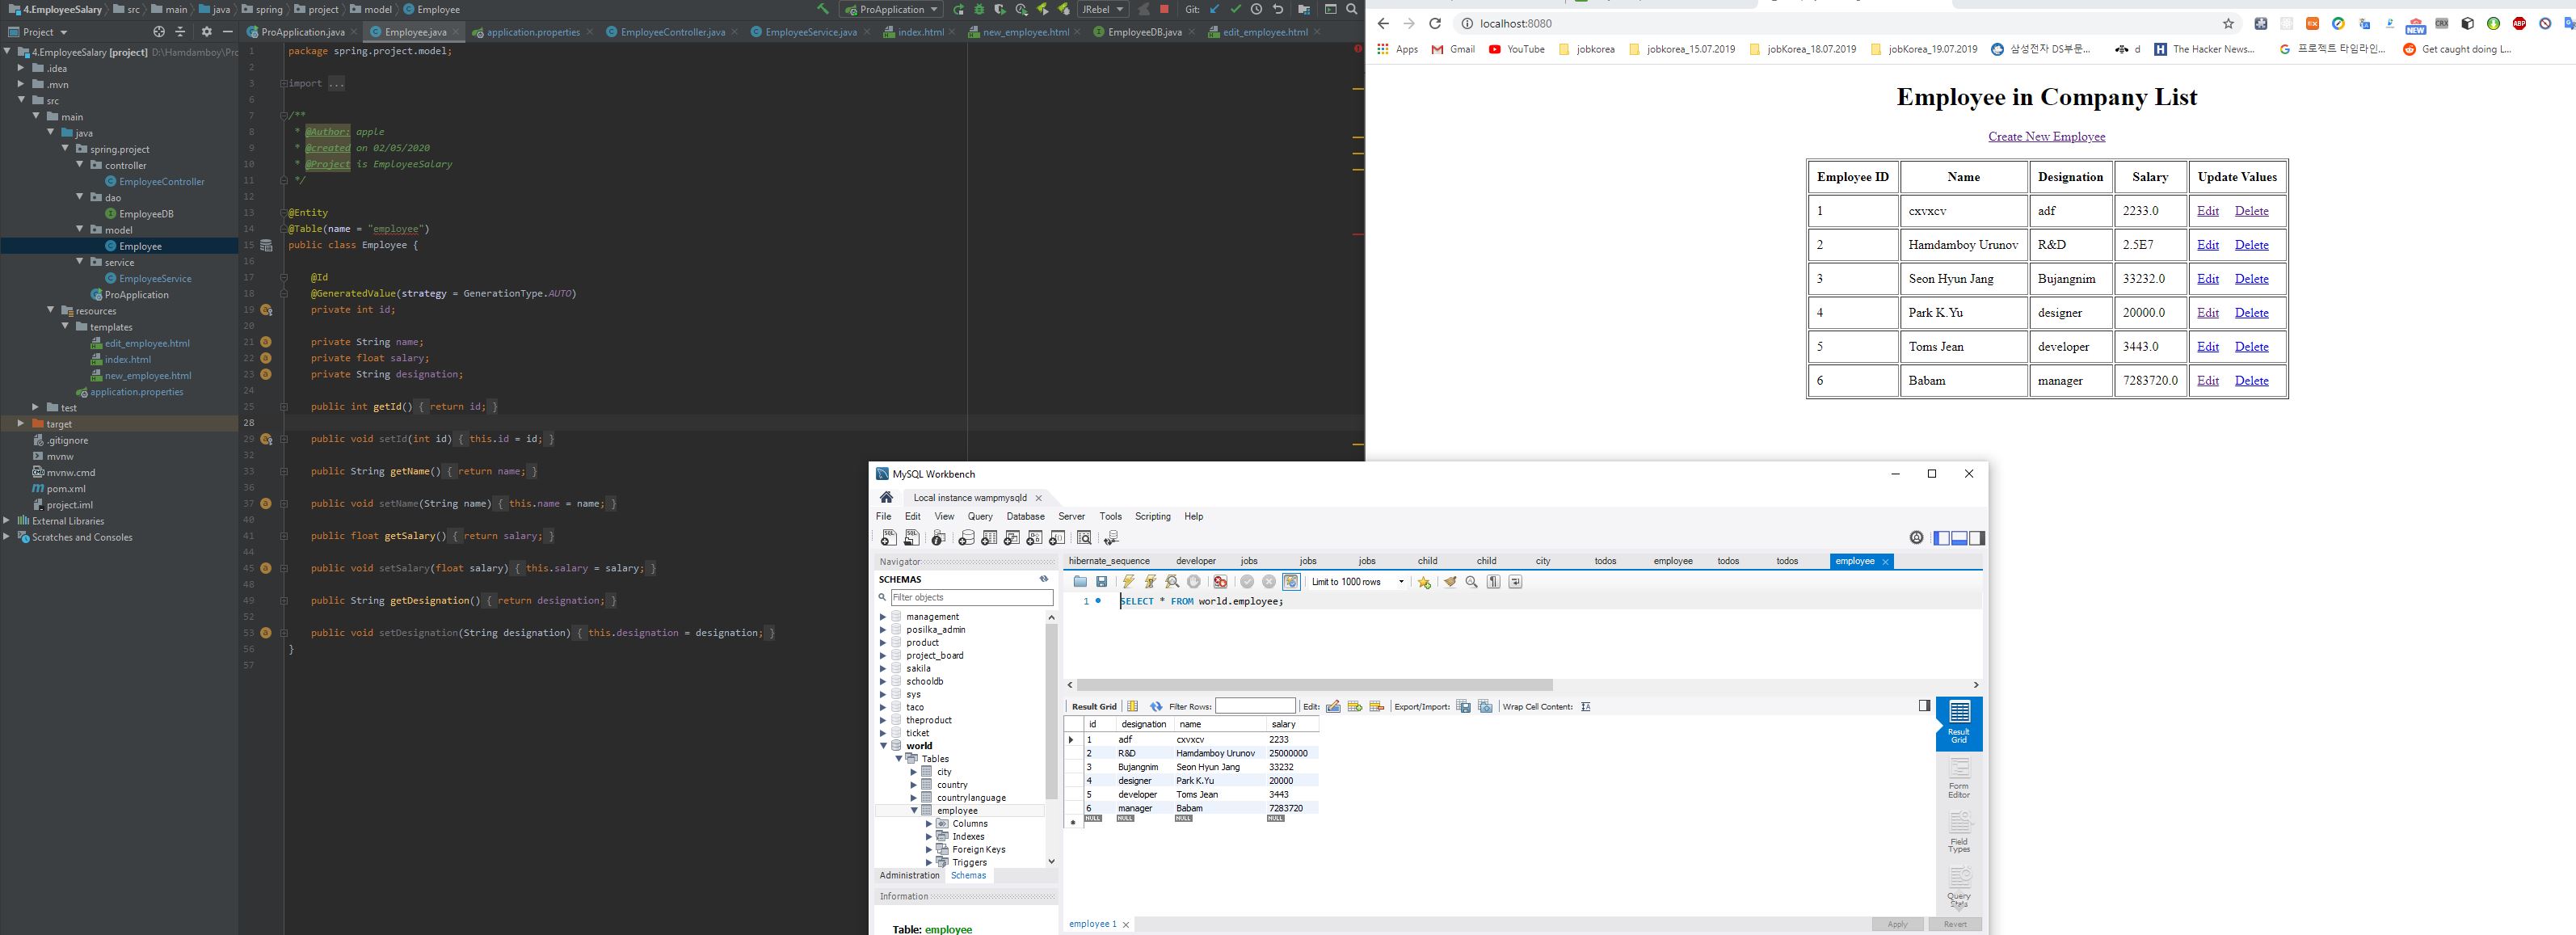 4.EmployeeSalary src main java spring project model Employee
ProApplication JRebel Git:
Project
ProApplication.java Employee.java application.properties EmployeeController.java EmployeeService.java index.html new_employee.html EmployeeDB.java edit_employee.html
4.EmployeeSalary [project] D:\Hamdamboy\Pro
.idea
.mvn
src
main
java
spring.project
controller
EmployeeController
dao
EmployeeDB
model
Employee
service
EmployeeService
ProApplication
resources
templates
edit_employee.html
index.html
new_employee.html
application.properties
test
target
.gitignore
mvnw
mvnw.cmd
pom.xml
project.iml
External Libraries
Scratches and Consoles
1 package spring.project.model;
2
3 import ...
6
7 /**
8 * @Author: apple
9 * @created on 02/05/2020
10 * @Project is EmployeeSalary
11 */
12
13 @Entity
14 @Table(name = "employee")
15 public class Employee {
16
17 @Id
18 @GeneratedValue(strategy = GenerationType.AUTO)
19 private int id;
20
21 private String name;
22 private float salary;
23 private String designation;
24
25 public int getId() { return id; }
28
29 public void setId(int id) { this.id = id; }
32
33 public String getName() { return name; }
36
37 public void setName(String name) { this.name = name; }
40
41 public float getSalary() { return salary; }
44
45 public void setSalary(float salary) { this.salary = salary; }
48
49 public String getDesignation() { return designation; }
52
53 public void setDesignation(String designation) { this.designation = designation; }
56 }
57
localhost:8080
Apps Gmail YouTube jobkorea jobkorea_15.07.2019 jobKorea_18.07.2019 jobKorea_19.07.2019 삼성전자 DS부문... d The Hacker News... 프로젝트 타임라인... Get caught doing L...
NEW CRX ABP
Employee in Company List
Create New Employee
Employee ID Name Designation Salary Update Values
1 cxvxcv adf 2233.0 Edit Delete
2 Hamdamboy Urunov R&D 2.5E7 Edit Delete
3 Seon Hyun Jang Bujangnim 33232.0 Edit Delete
4 Park K.Yu designer 20000.0 Edit Delete
5 Toms Jean developer 3443.0 Edit Delete
6 Babam manager 7283720.0 Edit Delete
MySQL Workbench
Local instance wampmysqld
File Edit View Query Database Server Tools Scripting Help
Navigator
SCHEMAS
Filter objects
management
posilka_admin
product
project_board
sakila
schooldb
sys
taco
theproduct
ticket
world
Tables
city
country
countrylanguage
employee
Columns
Indexes
Foreign Keys
Triggers
Administration Schemas
Information
Table: employee
hibernate_sequence developer jobs jobs jobs child child city todos employee todos todos employee
Limit to 1000 rows
1 SELECT * FROM world.employee;
Result Grid Filter Rows: Edit: Export/Import: Wrap Cell Content:
id designation name salary
1 adf cxvxcv 2233
2 R&D Hamdamboy Urunov 25000000
3 Bujangnim Seon Hyun Jang 33232
4 designer Park K.Yu 20000
5 developer Toms Jean 3443
6 manager Babam 7283720
NULL NULL NULL NULL
Result Grid
Form Editor
Field Types
Query Stats
employee 1
Apply Revert